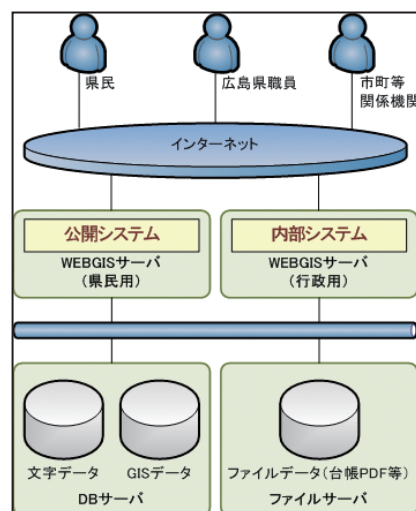 県民
広島県職員
市町等
関係機関
インターネット
公開システム
WEBGISサーバ
(県民用)
内部システム
WEBGISサーバ
(行政用)
文字データ
GISデータ
DBサーバ
ファイルデータ(台帳PDF等)
ファイルサーバ